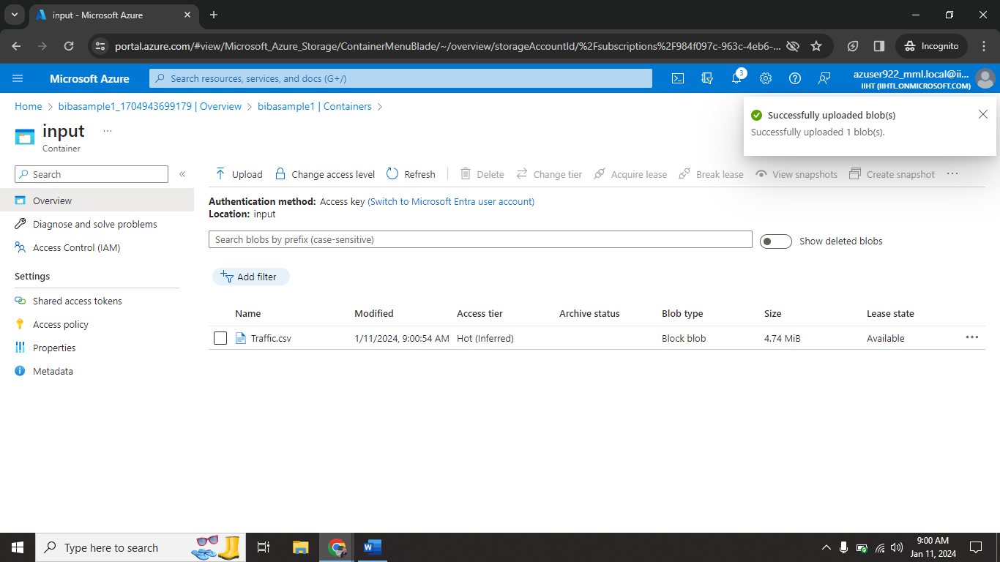 input - Microsoft Azure
portal.azure.com/#view/Microsoft_Azure_Storage/ContainerMenuBlade/~/overview/storageAccountId/%2Fsubscriptions%2F984f097c-963c-4eb6-...
Incognito
Microsoft Azure
Search resources, services, and docs (G+/)
3
azuser922_mml.local@ii...
IIHT (IIHTL.ONMICROSOFT.COM)
Home > bibasample1_1704943699179 | Overview > bibasample1 | Containers >
Successfully uploaded blob(s)
Successfully uploaded 1 blob(s).
input ...
Container
Search
«
Upload Change access level Refresh Delete Change tier Acquire lease Break lease View snapshots Create snapshot ...
Overview
Diagnose and solve problems
Access Control (IAM)
Settings
Shared access tokens
Access policy
Properties
Metadata
Authentication method: Access key (Switch to Microsoft Entra user account)
Location: input
Search blobs by prefix (case-sensitive)
Show deleted blobs
Add filter
Name Modified Access tier Archive status Blob type Size Lease state
Traffic.csv 1/11/2024, 9:00:54 AM Hot (Inferred) Block blob 4.74 MiB Available ...
Type here to search
W
9:00 AM
Jan 11, 2024